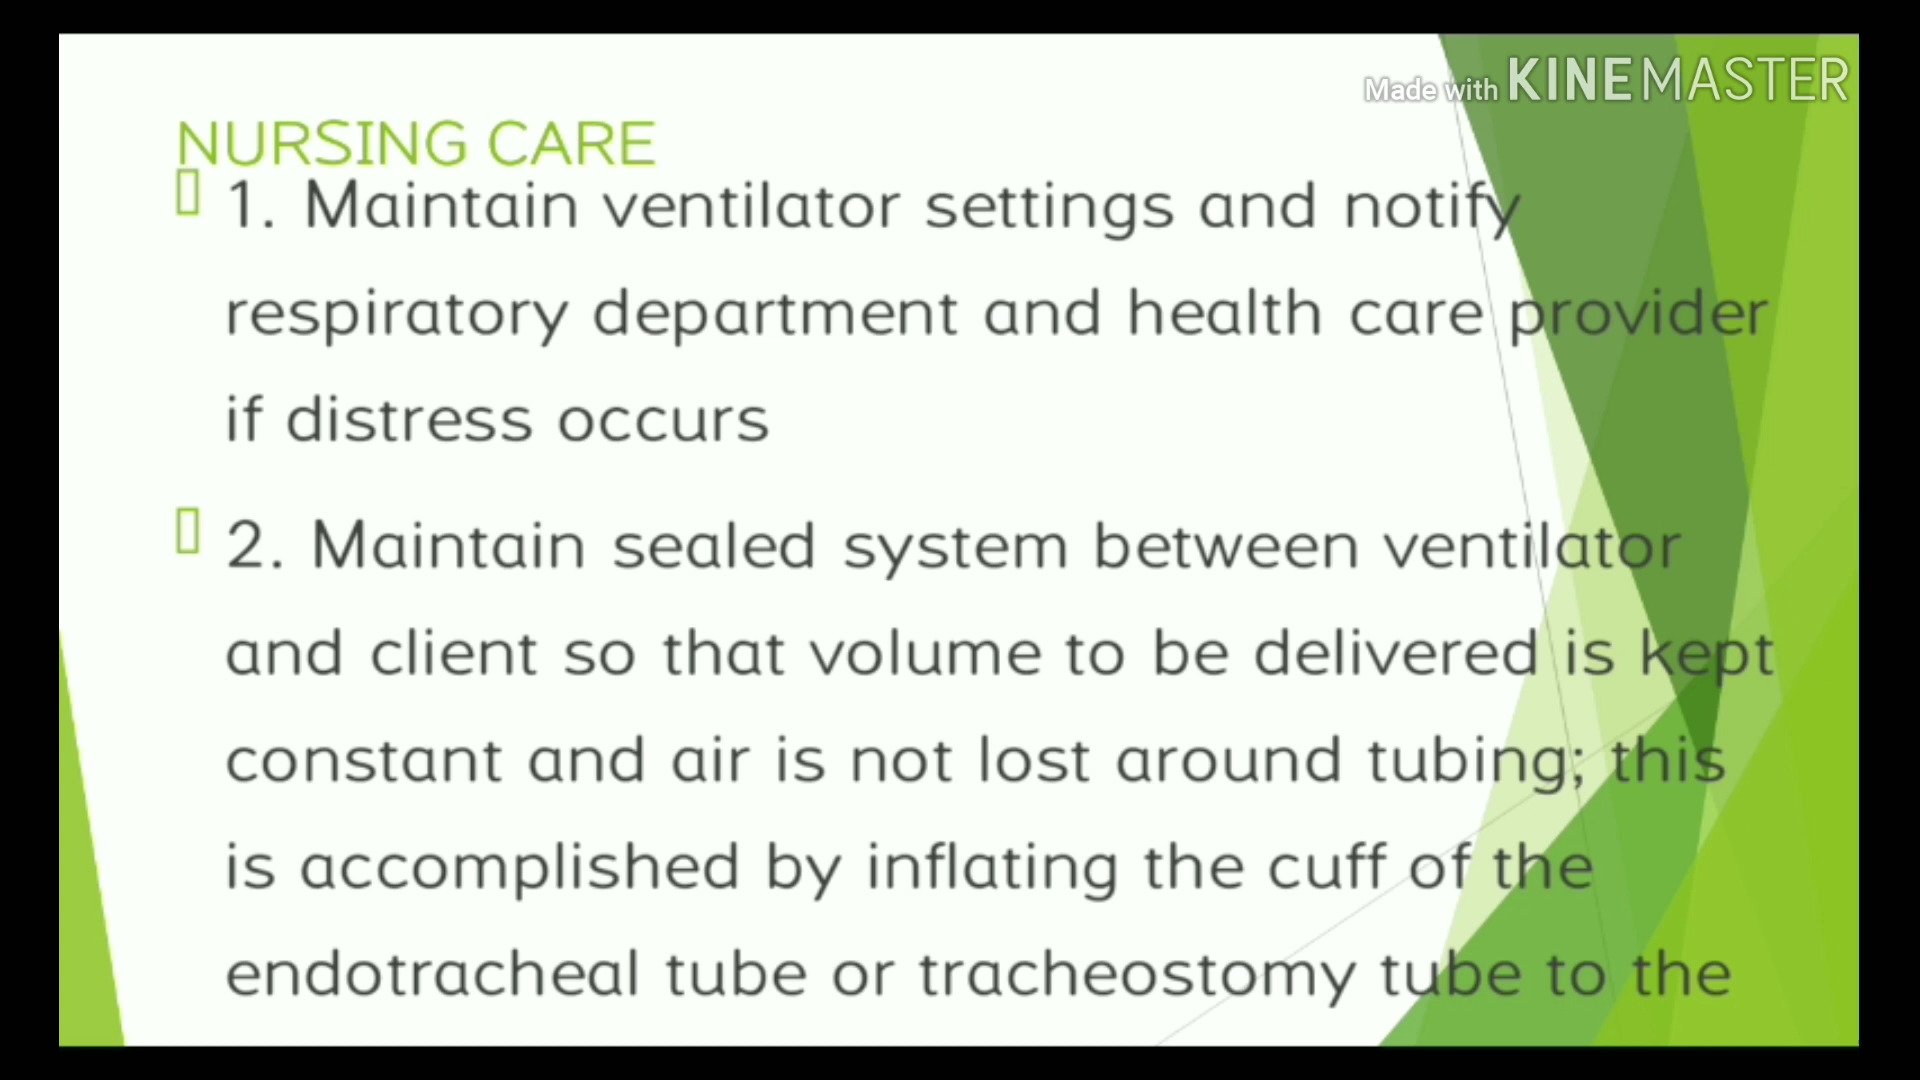 Made with KINEMASTER
NURSING CARE
1. Maintain ventilator settings and notify
respiratory department and health care provider
if distress occurs
2. Maintain sealed system between ventilator
and client so that volume to be delivered is kept
constant and air is not lost around tubing; this
is accomplished by inflating the cuff of the
endotracheal tube or tracheostomy tube to the